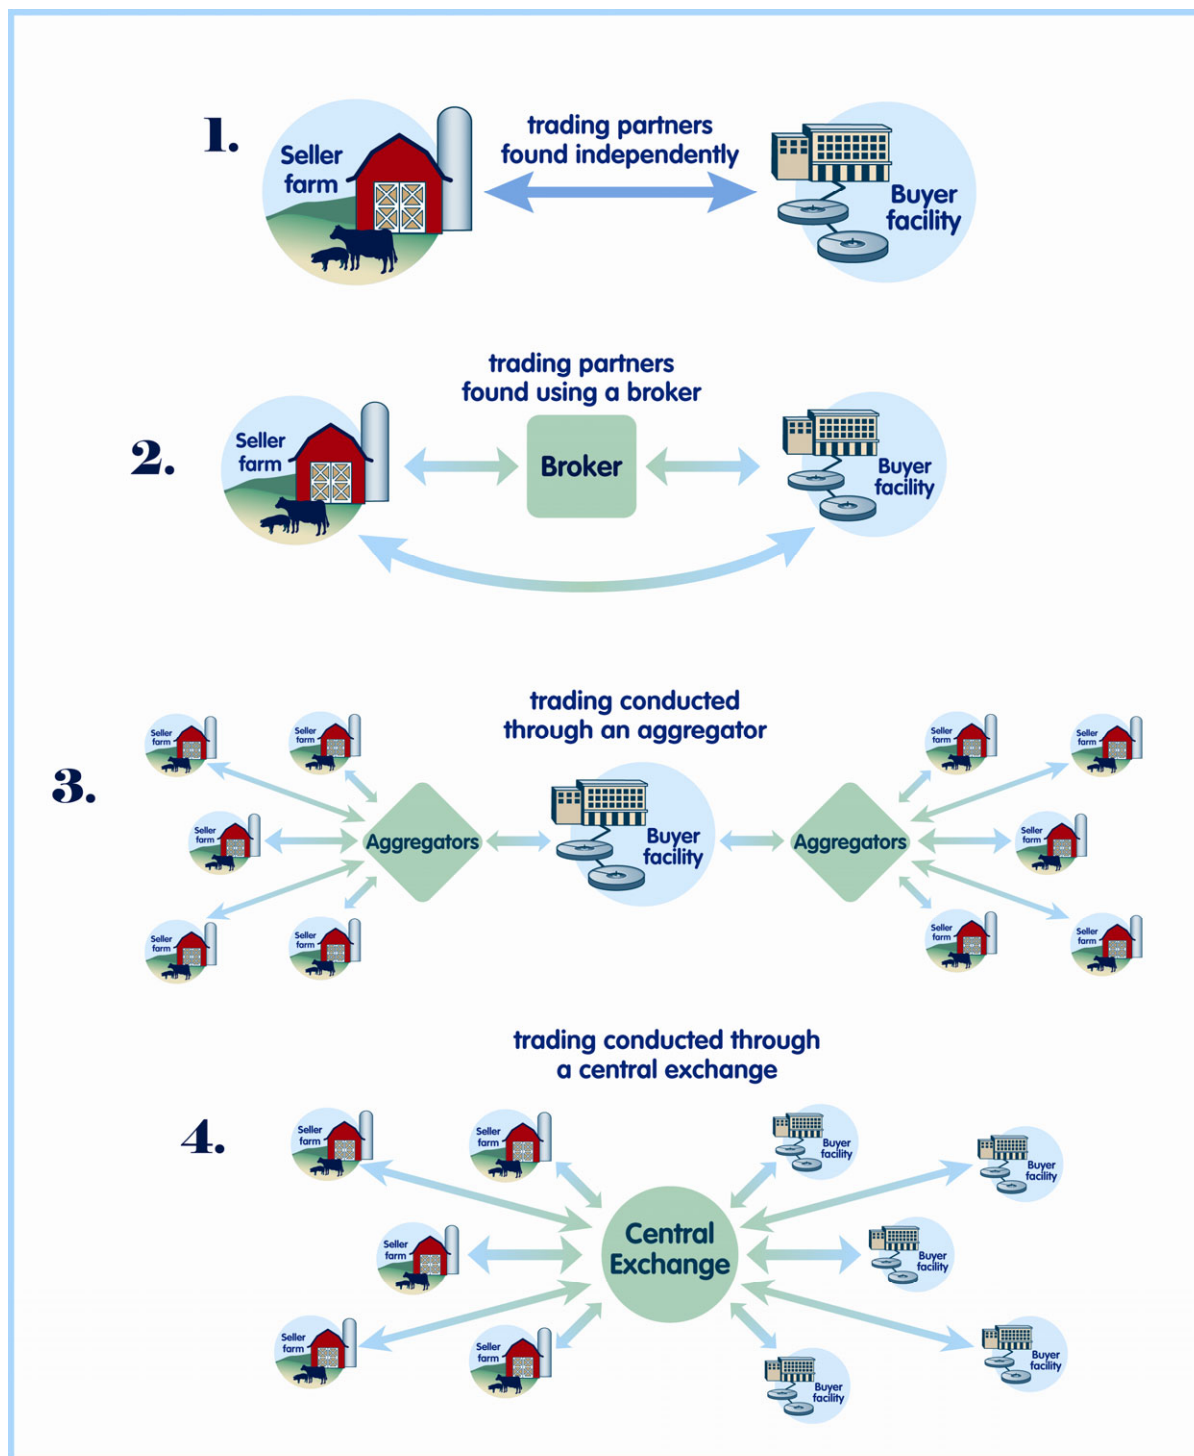 1.
Seller
farm
trading partners
found independently
Buyer
facility
2.
Seller
farm
trading partners
found using a broker
Broker
Buyer
facility
3.
trading conducted
through an aggregator
Seller
farm
Seller
farm
Seller
farm
Seller
farm
Seller
farm
Aggregators
Buyer
facility
Aggregators
Seller
farm
Seller
farm
Seller
farm
Seller
farm
Seller
farm
4.
trading conducted through
a central exchange
Seller
farm
Seller
farm
Seller
farm
Seller
farm
Seller
farm
Central
Exchange
Buyer
facility
Buyer
facility
Buyer
facility
Buyer
facility
Buyer
facility